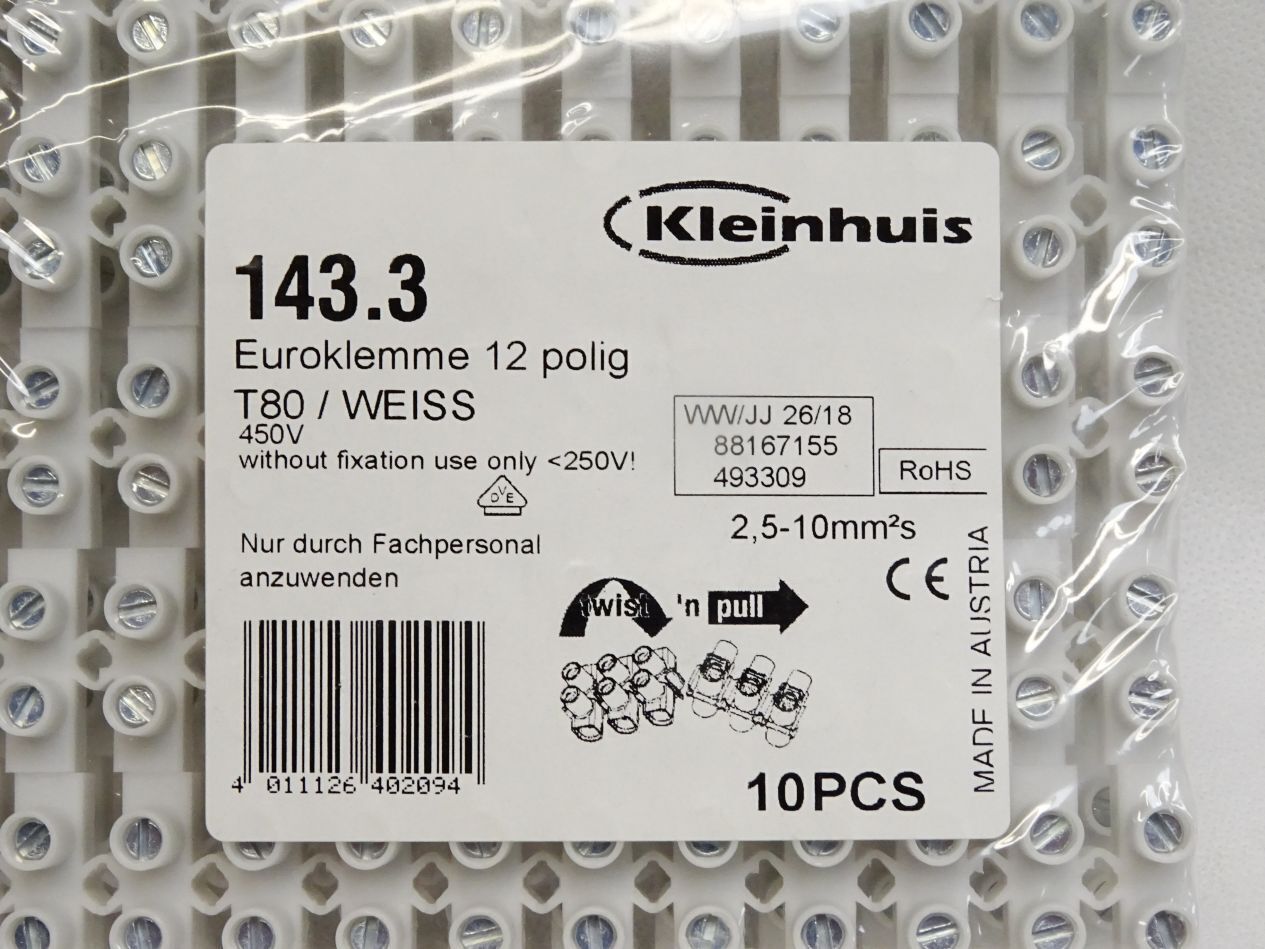 Kleinhuis
143.3
Euroklemme 12 polig
T80 / WEISS
450V
without fixation use only <250V!
DVE
WW/JJ 26/18
88167155
493309
RoHS
2,5-10mm²s
Nur durch Fachpersonal
anzuwenden
CE
MADE IN AUSTRIA
twist 'n pull
4 011126 402094
10PCS